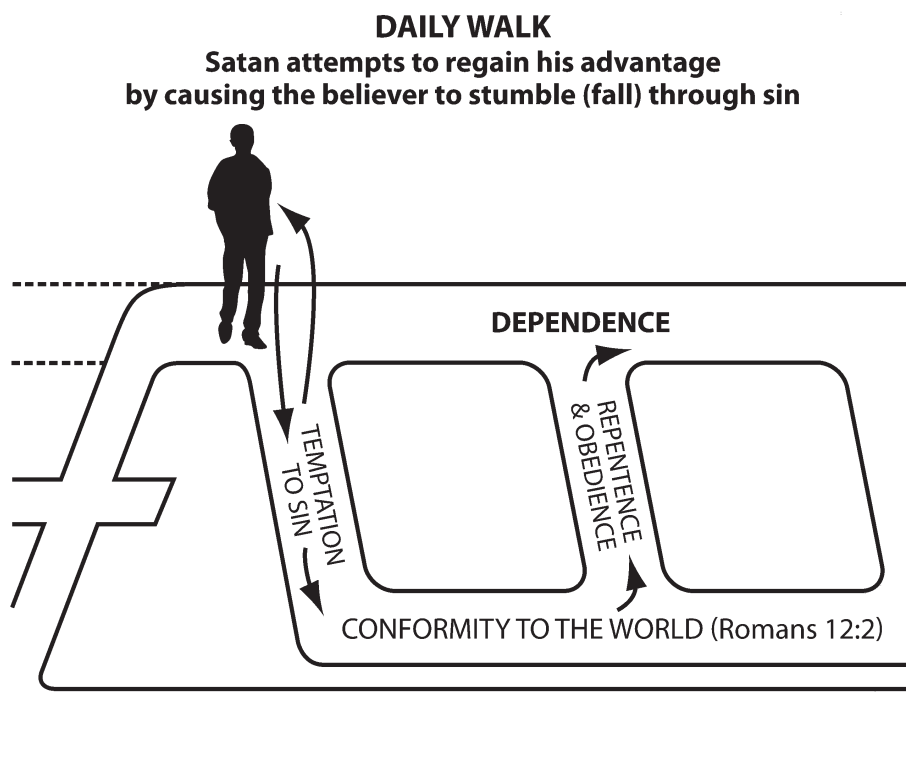 DAILY WALK
Satan attempts to regain his advantage
by causing the believer to stumble (fall) through sin
DEPENDENCE
TEMPTATION
TO SIN
REPENTENCE
& OBEDIENCE
CONFORMITY TO THE WORLD (Romans 12:2)